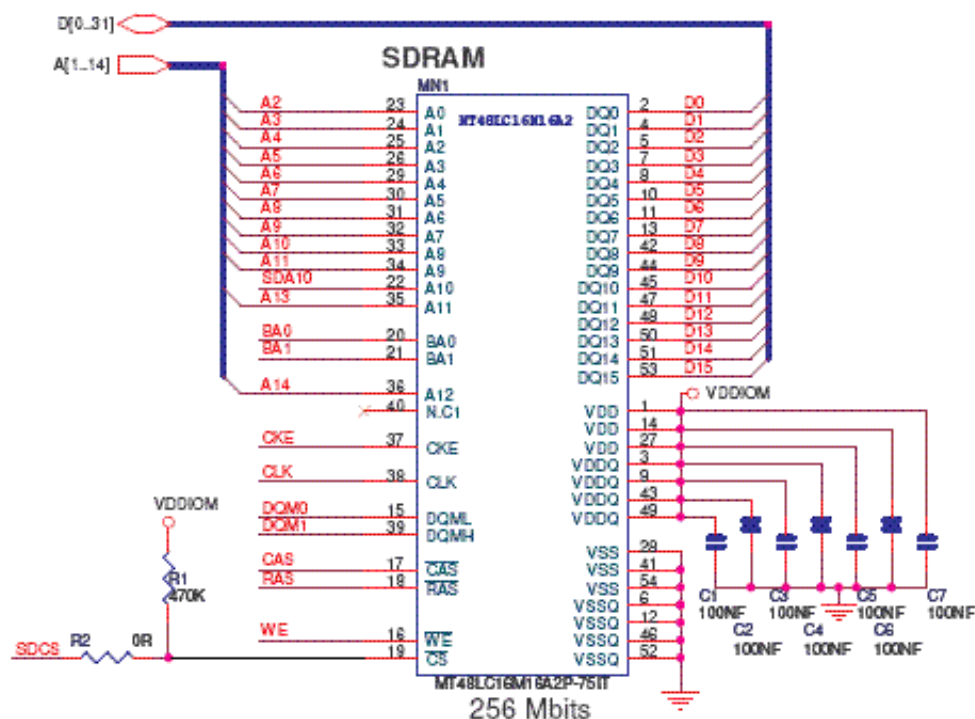 D[0..31]
A[1..14]
SDRAM
MN1
MT48LC16M16A2
A2 23 A0 DQ0 2 D0
A3 24 A1 DQ1 4 D1
A4 25 A2 DQ2 5 D2
A5 26 A3 DQ3 7 D3
A6 29 A4 DQ4 8 D4
A7 30 A5 DQ5 10 D5
A8 31 A6 DQ6 11 D6
A9 32 A7 DQ7 13 D7
A10 33 A8 DQ8 42 D8
A11 34 A9 DQ9 44 D9
SDA10 22 A10 DQ10 45 D10
A13 35 A11 DQ11 47 D11
DQ12 48 D12
BA0 20 BA0 DQ13 50 D13
BA1 21 BA1 DQ14 51 D14
DQ15 53 D15
A14 36 A12
VDDIOM
40 N.C1 VDD 1
VDD 14
CKE 37 CKE VDD 27
VDDQ 3
CLK 38 CLK VDDQ 9
VDDQ 43
DQM0 15 DQML VDDQ 49
DQM1 39 DQMH
VDDIOM
VSS 28
CAS 17 CAS VSS 41
RAS 18 RAS VSS 54
R1
470K
VSSQ 6
VSSQ 12
WE 16 WE VSSQ 46
SDCS R2 0R 19 CS VSSQ 52
C1 C3 C5 C7
100NF 100NF 100NF 100NF
C2 C4 C6
100NF 100NF 100NF
MT48LC16M16A2P-75IT
256 Mbits